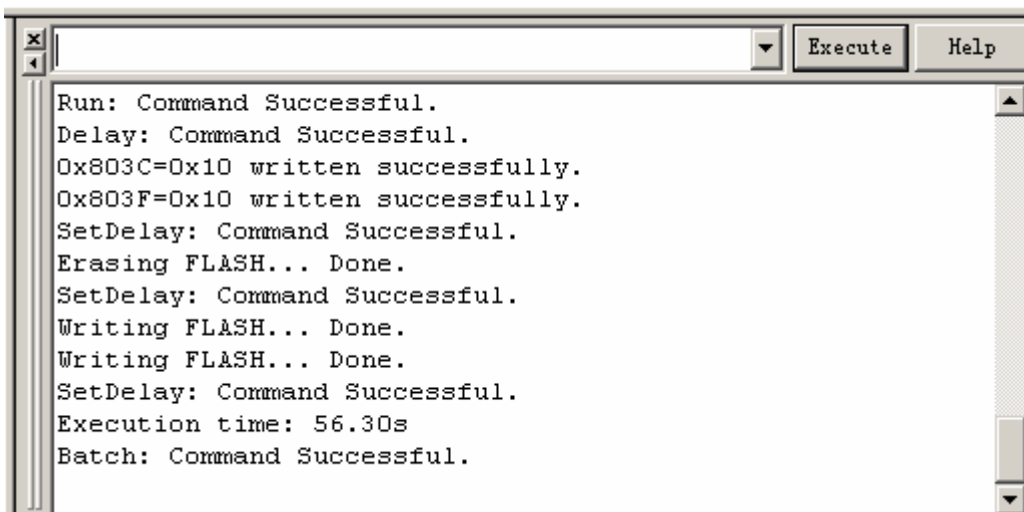 Execute Help
Run: Command Successful.
Delay: Command Successful.
0x803C=0x10 written successfully.
0x803F=0x10 written successfully.
SetDelay: Command Successful.
Erasing FLASH... Done.
SetDelay: Command Successful.
Writing FLASH... Done.
Writing FLASH... Done.
SetDelay: Command Successful.
Execution time: 56.30s
Batch: Command Successful.